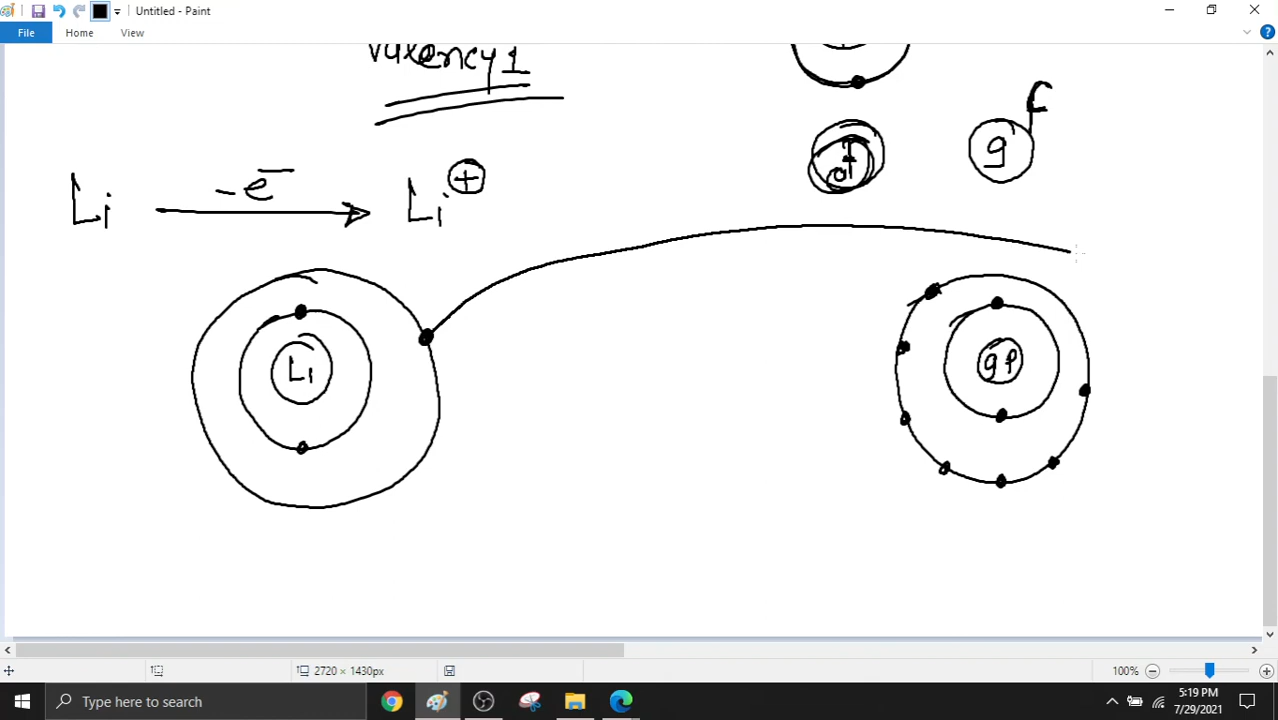 Untitled - Paint
File Home View
valency 1
F
9
Li - e⁻ Li +
Li
9P
2720 × 1430px
100%
Type here to search
5:19 PM
7/29/2021